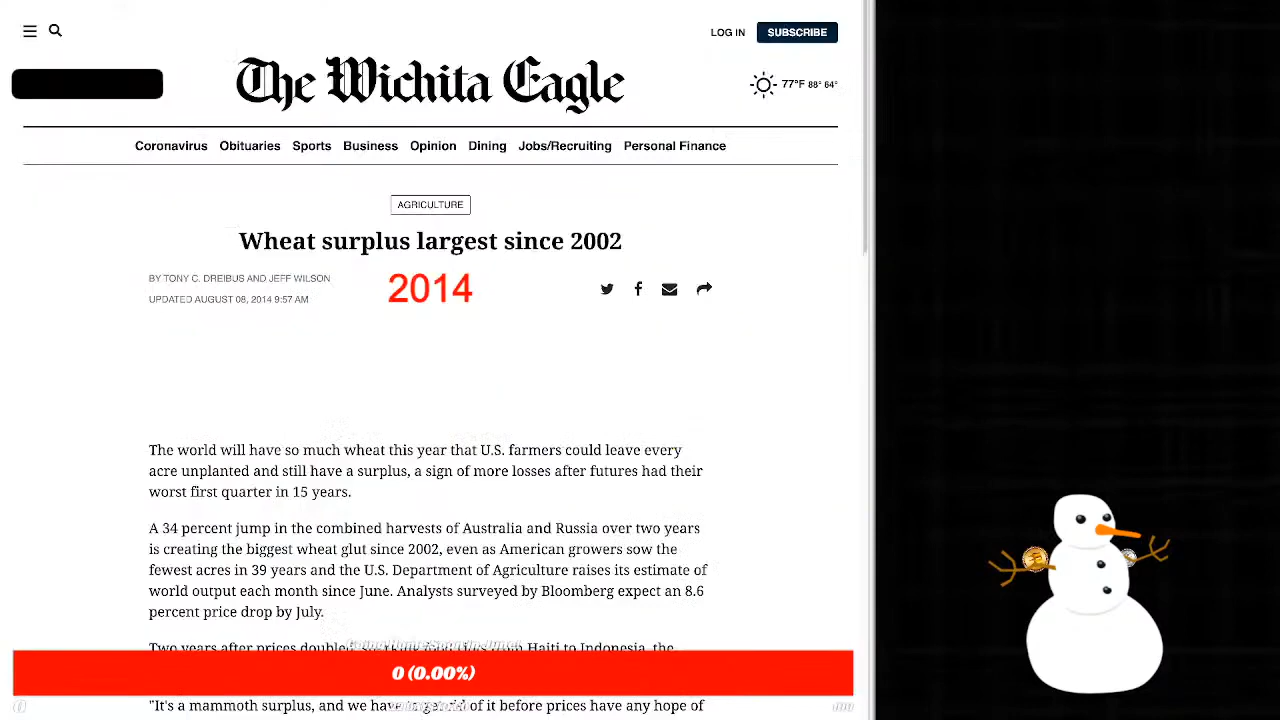 LOG IN
SUBSCRIBE
The Wichita Eagle
77°F 88° 64°
Coronavirus Obituaries Sports Business Opinion Dining Jobs/Recruiting Personal Finance
AGRICULTURE
Wheat surplus largest since 2002
BY TONY C. DREIBUS AND JEFF WILSON
2014
UPDATED AUGUST 08, 2014 9:57 AM
The world will have so much wheat this year that U.S. farmers could leave every
acre unplanted and still have a surplus, a sign of more losses after futures had their
worst first quarter in 15 years.
A 34 percent jump in the combined harvests of Australia and Russia over two years
is creating the biggest wheat glut since 2002, even as American growers sow the
fewest acres in 39 years and the U.S. Department of Agriculture raises its estimate of
world output each month since June. Analysts surveyed by Bloomberg expect an 8.6
percent price drop by July.
Two years after prices doubled, from Haiti to Indonesia, the
0 (0.00%)
"It's a mammoth surplus, and we have of it before prices have any hope of